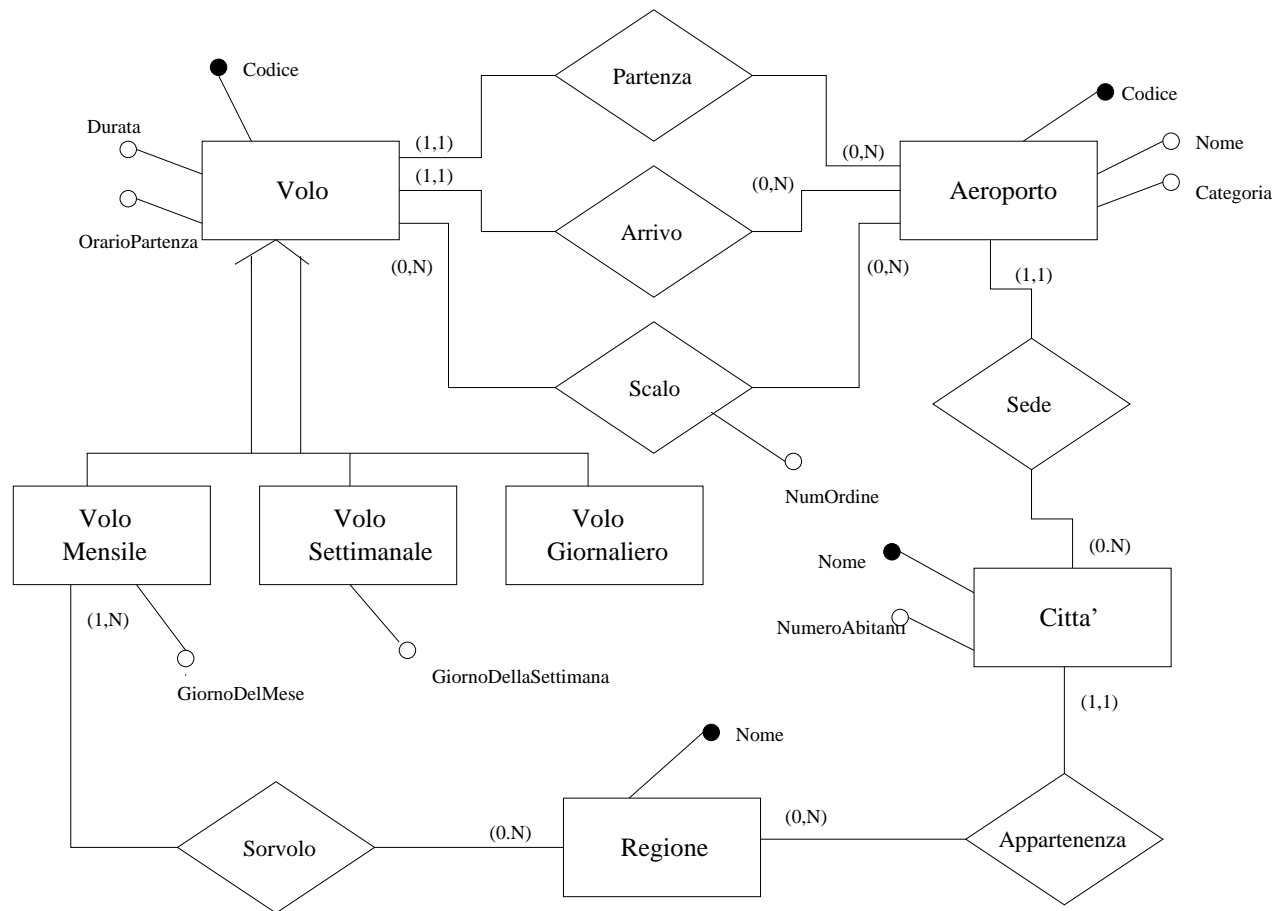 Partenza
Codice
Codice
Durata
(1,1)
(0,N)
Nome
Volo
(1,1)
(0,N)
Aeroporto
Categoria
OrarioPartenza
Arrivo
(0,N)
(0,N)
(1,1)
Scalo
Sede
NumOrdine
Volo
Mensile
Volo
Settimanale
Volo
Giornaliero
(0.N)
Nome
(1,N)
NumeroAbitanti
Citta'
GiornoDelMese
GiornoDellaSettimana
(1,1)
Nome
(0.N)
(0,N)
Sorvolo
Regione
Appartenenza